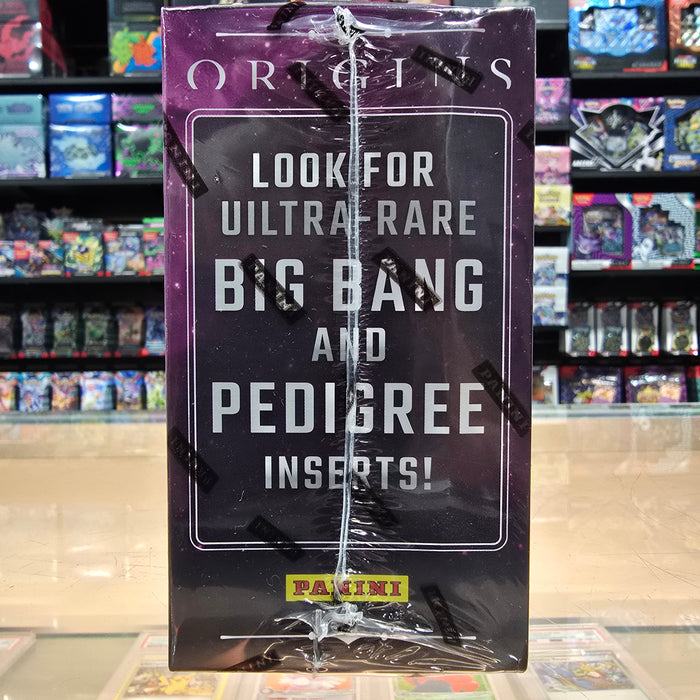 ORIGINS
LOOK FOR
UILTRA-RARE
BIG BANG
AND
PEDIGREE
INSERTS!
PANINI